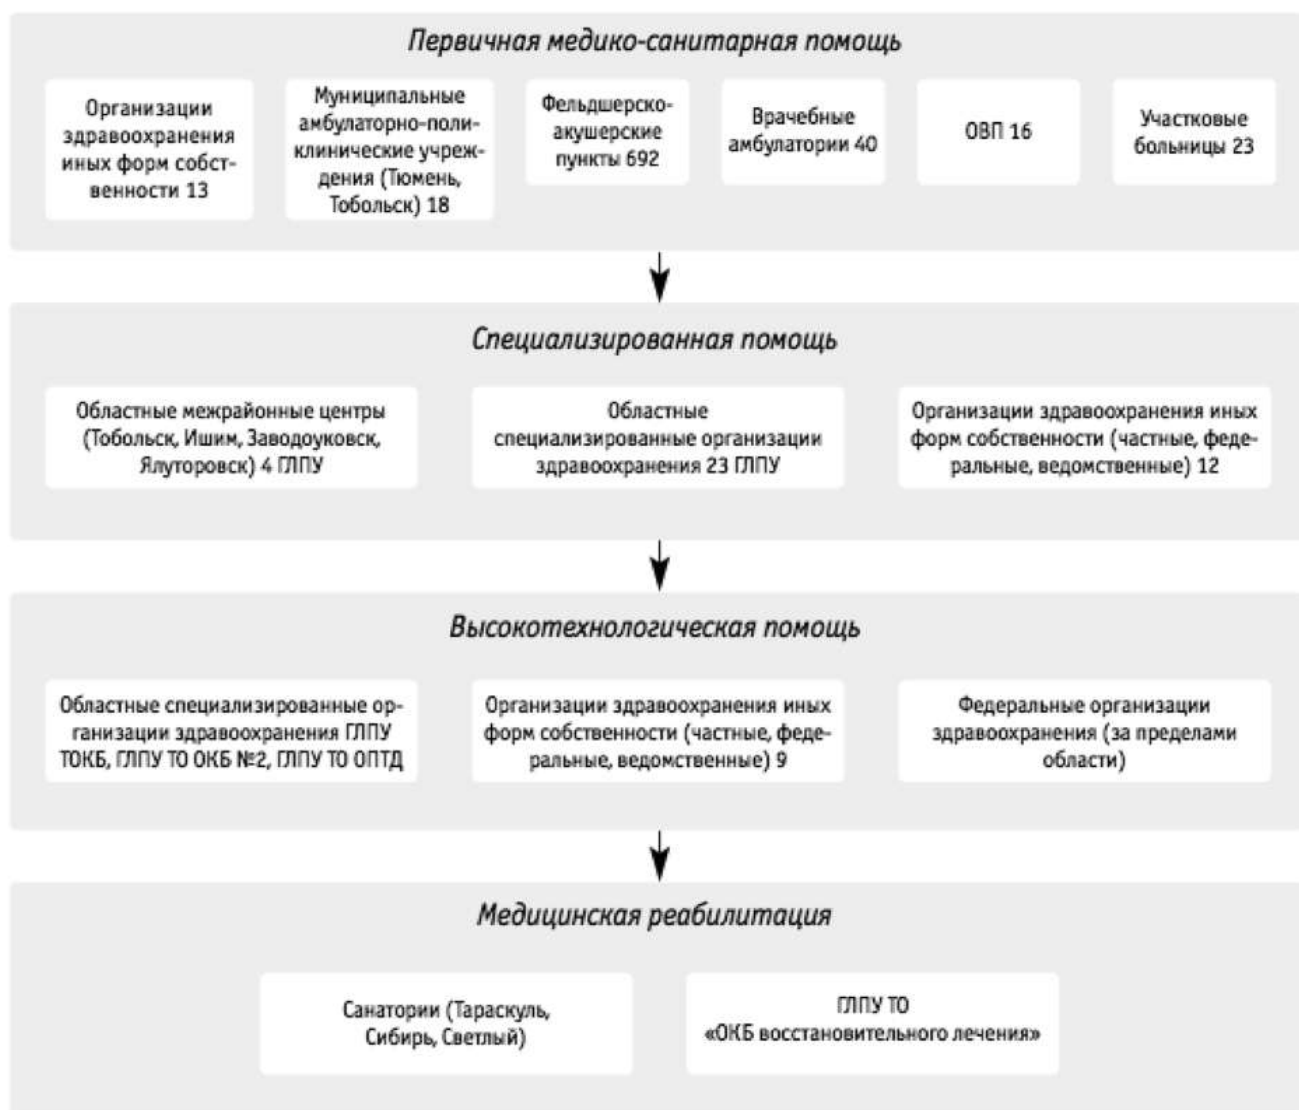 Первичная медико-санитарная помощь
Организации
здравоохранения
иных форм собст-
венности 13
Муниципальные
амбулаторно-поли-
клинические учреж-
дения (Тюмень,
Тобольск) 18
Фельдшерско-
акушерские
пункты 692
Врачебные
амбулатории 40
ОВП 16
Участковые
больницы 23
Специализированная помощь
Областные межрайонные центры
(Тобольск, Ишим, Заводоуковск,
Ялуторовск) 4 ГЛПУ
Областные
специализированные организации
здравоохранения 23 ГЛПУ
Организации здравоохранения иных
форм собственности (частные, феде-
ральные, ведомственные) 12
Высокотехнологическая помощь
Областные специализированные ор-
ганизации здравоохранения ГЛПУ
ТОКБ, ГЛПУ ТО ОКБ №2, ГЛПУ ТО ОПТД
Организации здравоохранения иных
форм собственности (частные, феде-
ральные, ведомственные) 9
Федеральные организации
здравоохранения (за пределами
области)
Медицинская реабилитация
Санатории (Тараскуль,
Сибирь, Светлый)
ГЛПУ ТО
«ОКБ восстановительного лечения»